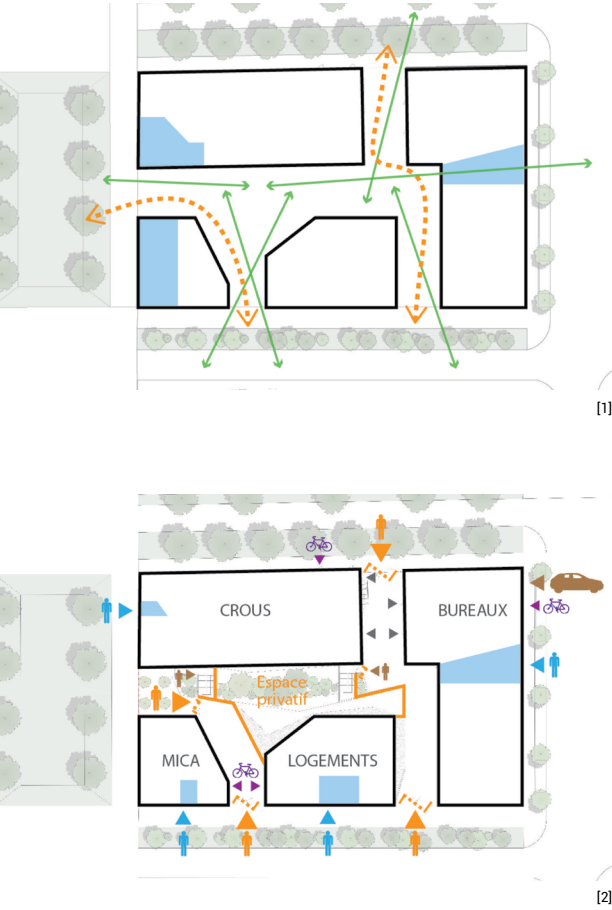 [1]
CROUS
BUREAUX
Espace
privatif
MICA
LOGEMENTS
[2]